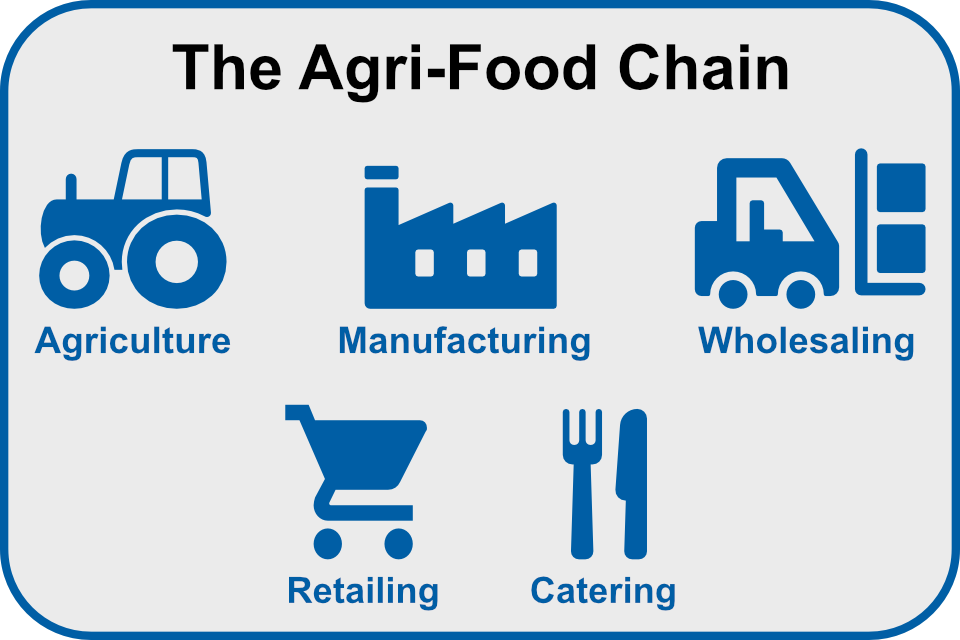 The Agri-Food Chain
Agriculture
Manufacturing
Wholesaling
Retailing
Catering